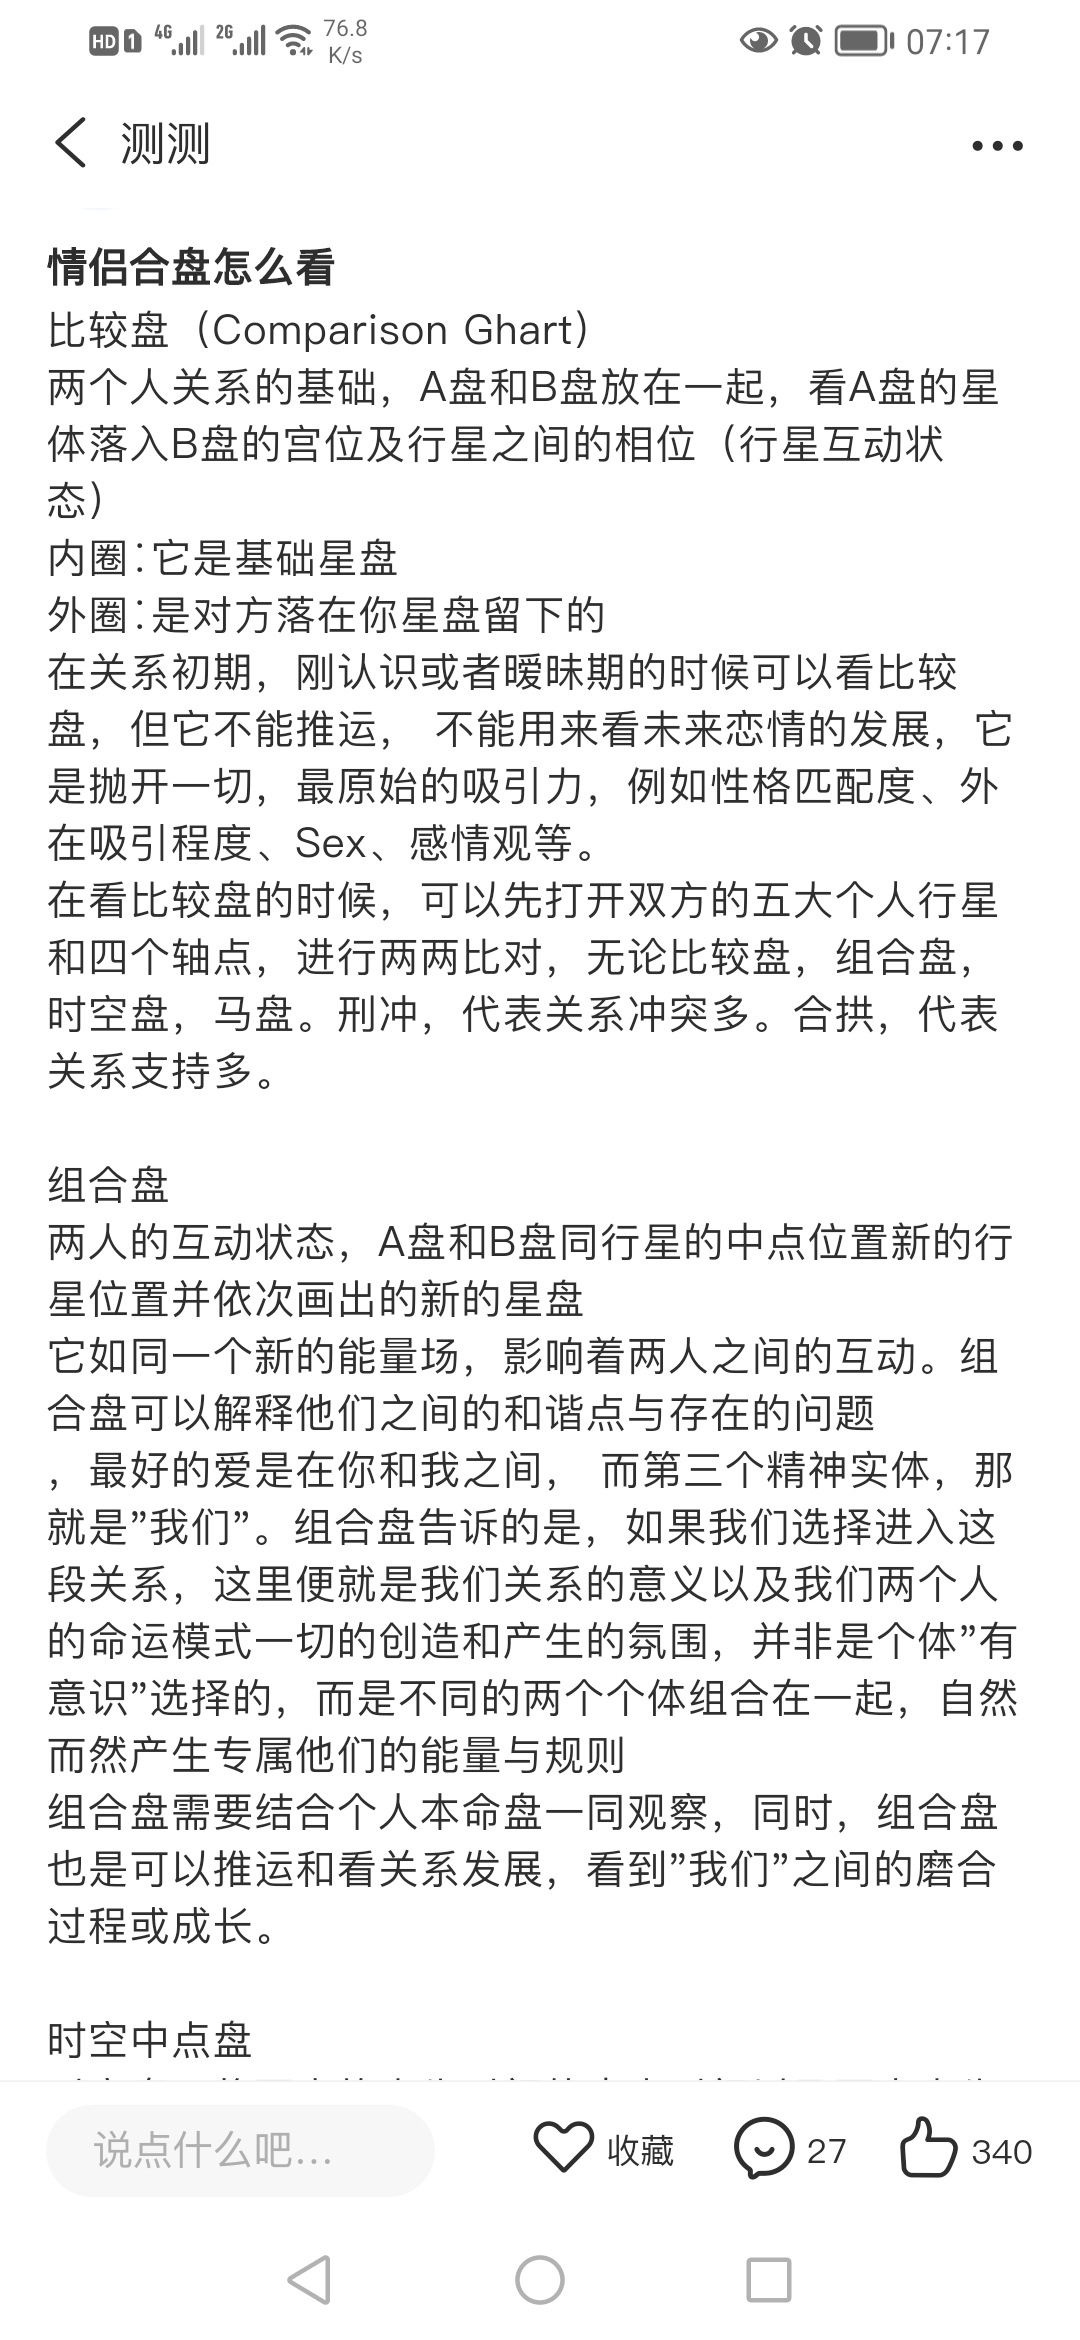 HD 1 4G 2G 76.8 K/s 07:17
测测
情侣合盘怎么看
比较盘（Comparison Ghart）
两个人关系的基础，A盘和B盘放在一起，看A盘的星
体落入B盘的宫位及行星之间的相位（行星互动状
态）
内圈:它是基础星盘
外圈:是对方落在你星盘留下的
在关系初期，刚认识或者暧昧期的时候可以看比较
盘，但它不能推运， 不能用来看未来恋情的发展，它
是抛开一切，最原始的吸引力，例如性格匹配度、外
在吸引程度、Sex、感情观等。
在看比较盘的时候，可以先打开双方的五大个人行星
和四个轴点，进行两两比对，无论比较盘，组合盘，
时空盘，马盘。刑冲，代表关系冲突多。合拱，代表
关系支持多。
组合盘
两人的互动状态，A盘和B盘同行星的中点位置新的行
星位置并依次画出的新的星盘
它如同一个新的能量场，影响着两人之间的互动。组
合盘可以解释他们之间的和谐点与存在的问题
，最好的爱是在你和我之间， 而第三个精神实体，那
就是”我们”。组合盘告诉的是，如果我们选择进入这
段关系，这里便就是我们关系的意义以及我们两个人
的命运模式一切的创造和产生的氛围，并非是个体”有
意识”选择的，而是不同的两个个体组合在一起，自然
而然产生专属他们的能量与规则
组合盘需要结合个人本命盘一同观察，同时，组合盘
也是可以推运和看关系发展，看到”我们”之间的磨合
过程或成长。
时空中点盘
说点什么吧... 收藏 27 340